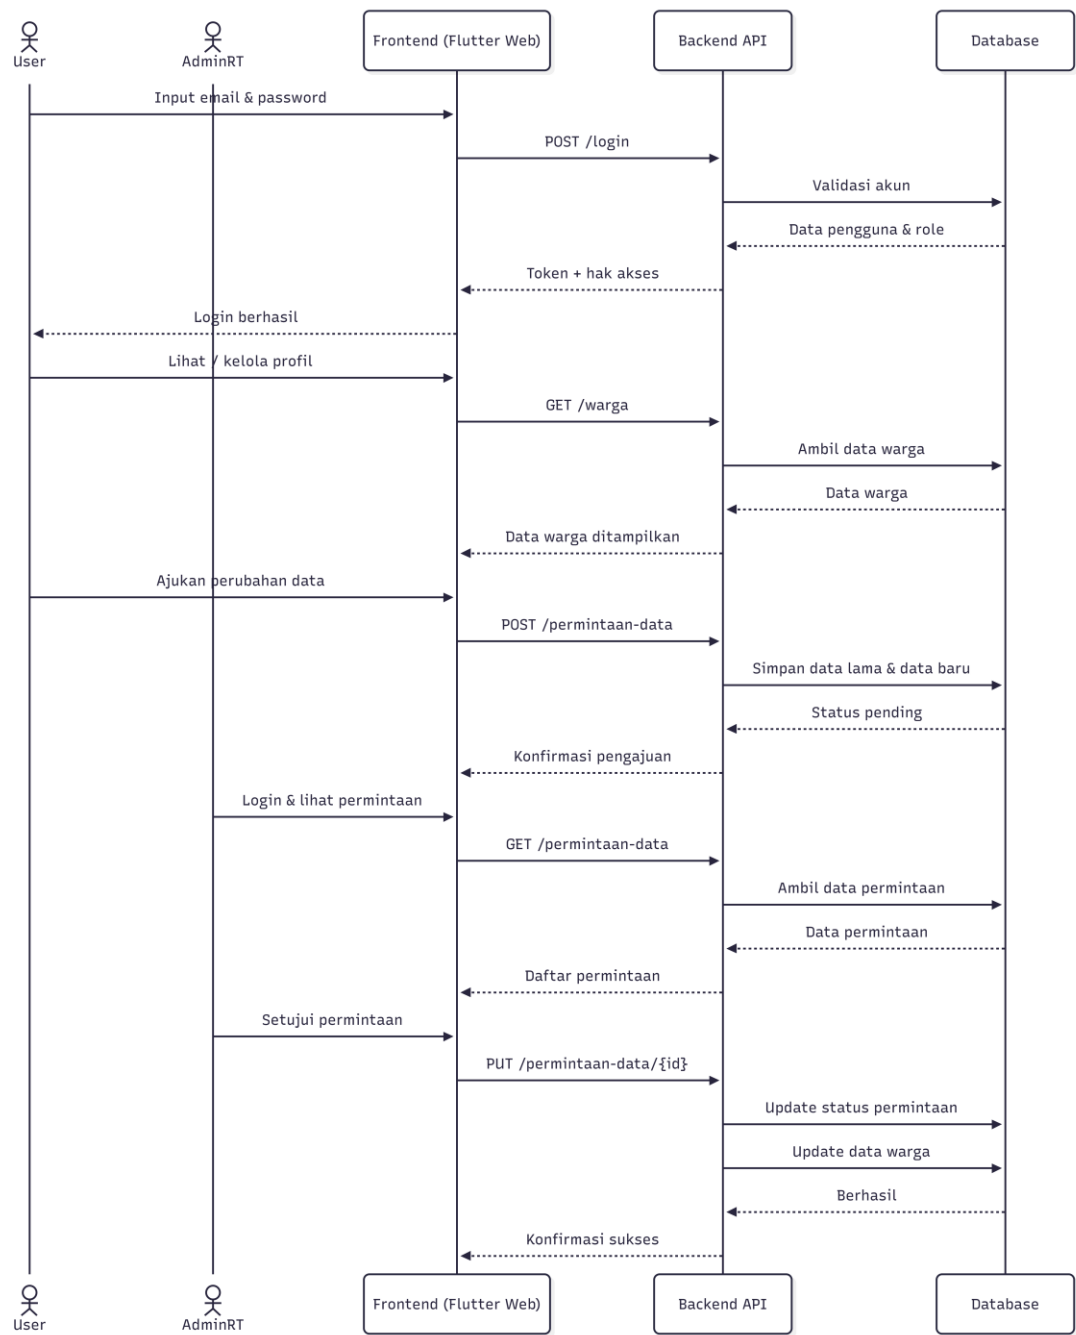 User
AdminRT
Frontend (Flutter Web)
Backend API
Database
Input email & password
POST /login
Validasi akun
Data pengguna & role
Token + hak akses
Login berhasil
Lihat / kelola profil
GET /warga
Ambil data warga
Data warga
Data warga ditampilkan
Ajukan perubahan data
POST /permintaan-data
Simpan data lama & data baru
Status pending
Konfirmasi pengajuan
Login & lihat permintaan
GET /permintaan-data
Ambil data permintaan
Data permintaan
Daftar permintaan
Setujui permintaan
PUT /permintaan-data/{id}
Update status permintaan
Update data warga
Berhasil
Konfirmasi sukses
User
AdminRT
Frontend (Flutter Web)
Backend API
Database